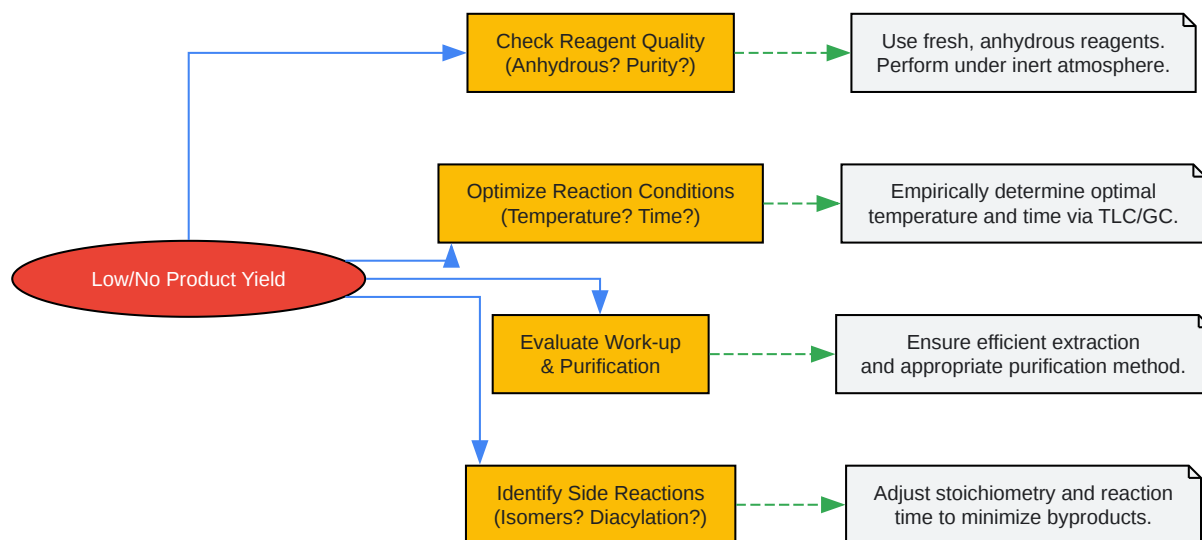 Check Reagent Quality
(Anhydrous? Purity?)
Use fresh, anhydrous reagents.
Perform under inert atmosphere.
Optimize Reaction Conditions
(Temperature? Time?)
Empirically determine optimal
temperature and time via TLC/GC.
Low/No Product Yield
Evaluate Work-up
& Purification
Ensure efficient extraction
and appropriate purification method.
Identify Side Reactions
(Isomers? Diacylation?)
Adjust stoichiometry and reaction
time to minimize byproducts.